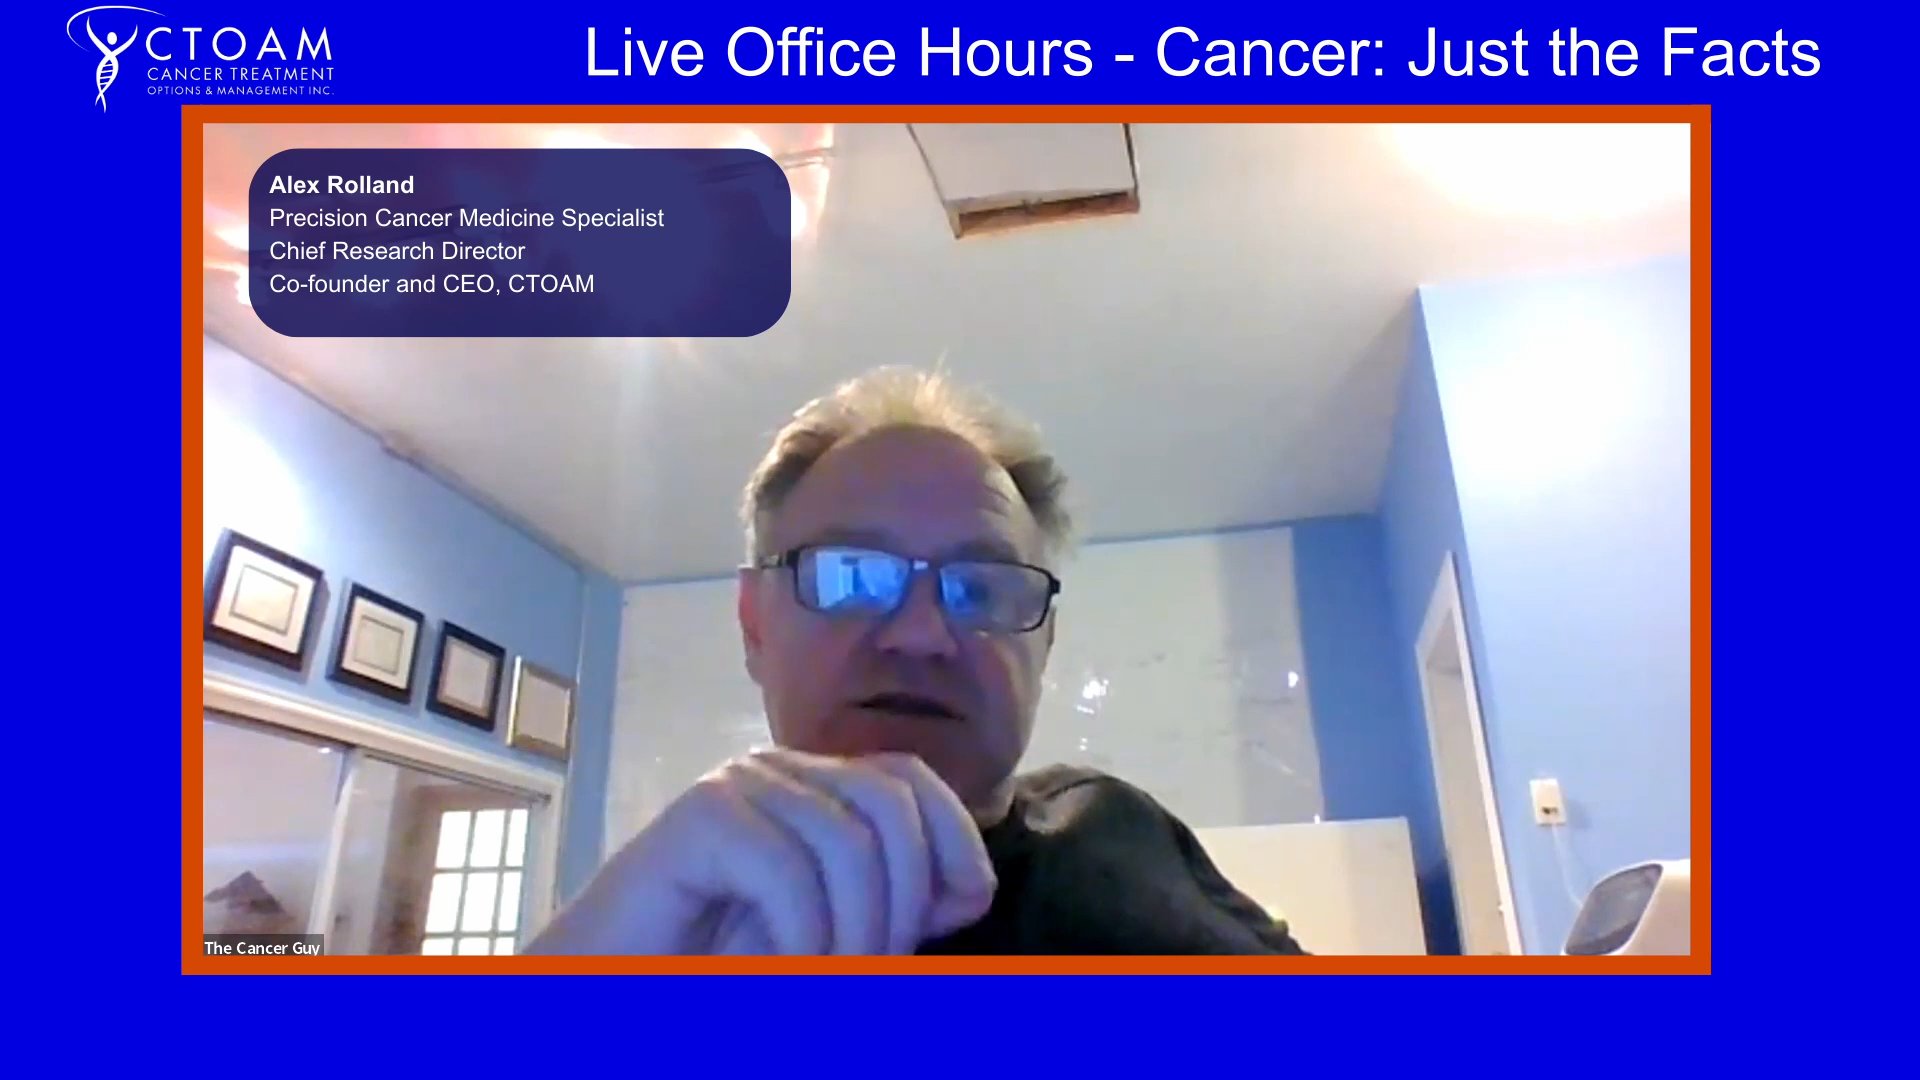 CTOAM
CANCER TREATMENT
OPTIONS & MANAGEMENT INC.
Live Office Hours - Cancer: Just the Facts
Alex Rolland
Precision Cancer Medicine Specialist
Chief Research Director
Co-founder and CEO, CTOAM
The Cancer Guy